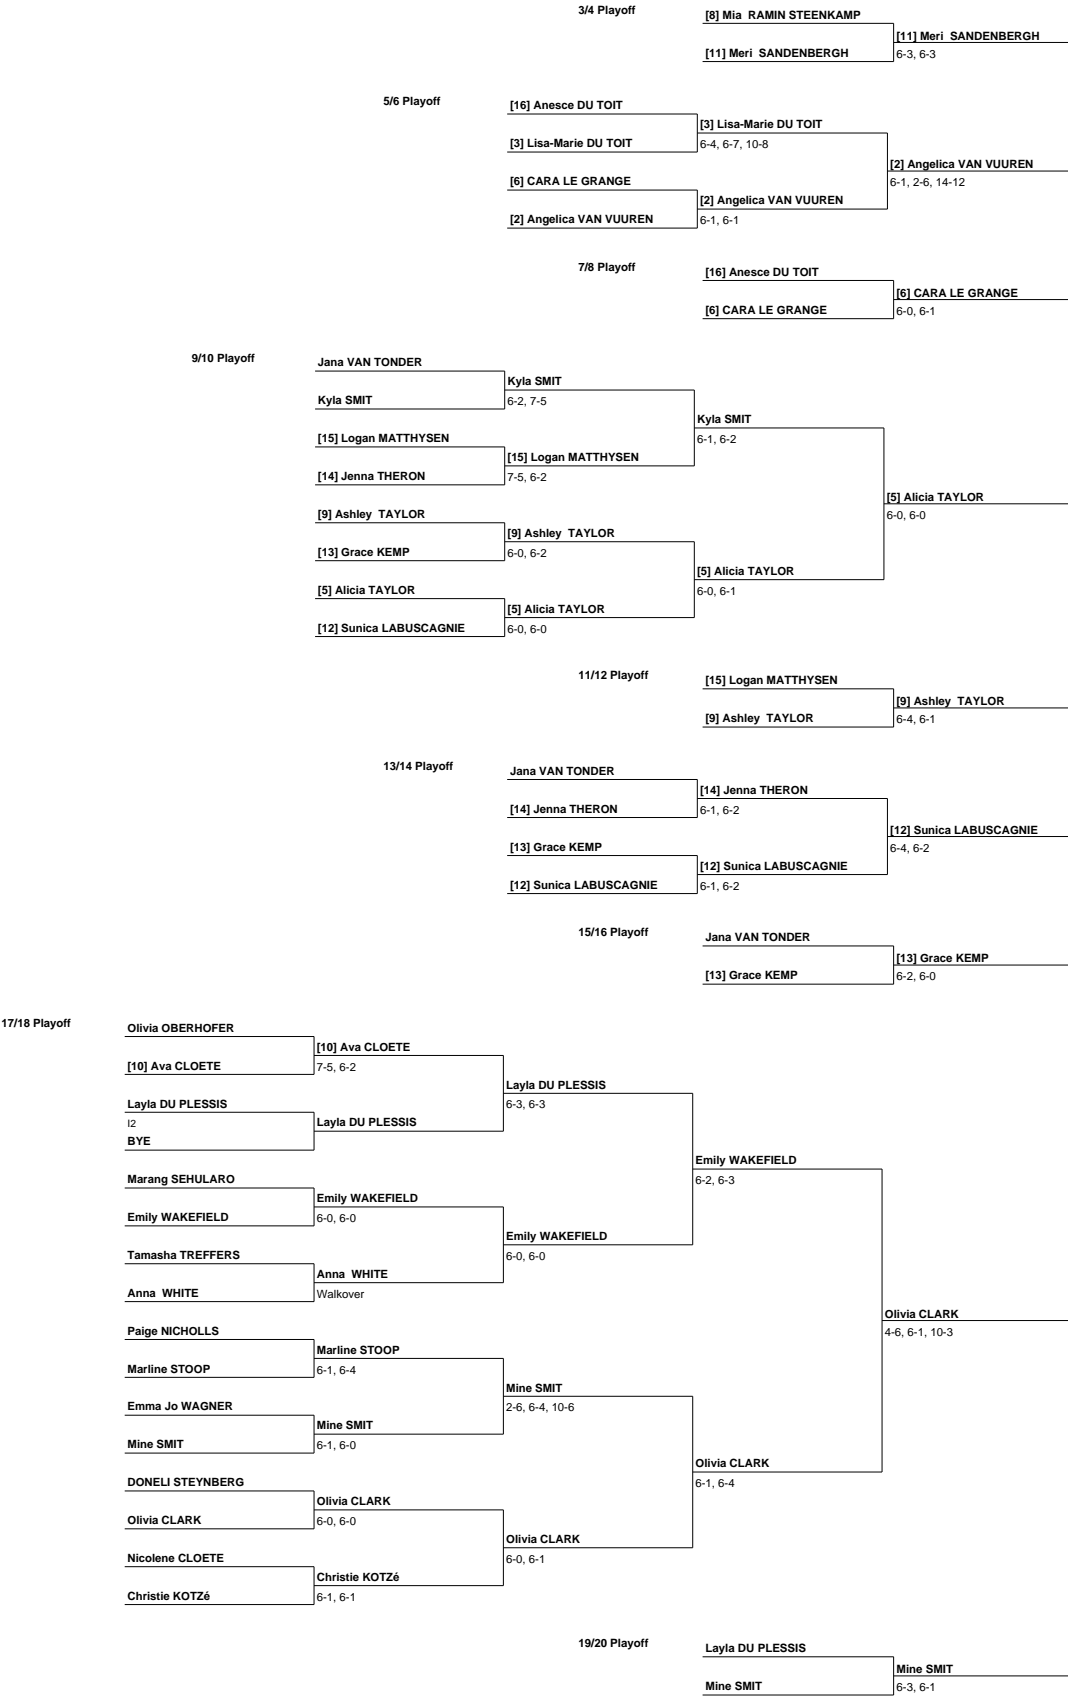 3/4 Playoff
[8] Mia  RAMIN STEENKAMP
[11] Meri  SANDENBERGH
[11] Meri  SANDENBERGH
6-3, 6-3
5/6 Playoff
[16] Anesce DU TOIT
[3] Lisa-Marie DU TOIT
[3] Lisa-Marie DU TOIT
6-4, 6-7, 10-8
[2] Angelica VAN VUUREN
[6] CARA LE GRANGE
6-1, 2-6, 14-12
[2] Angelica VAN VUUREN
[2] Angelica VAN VUUREN
6-1, 6-1
7/8 Playoff
[16] Anesce DU TOIT
[6] CARA LE GRANGE
[6] CARA LE GRANGE
6-0, 6-1
9/10 Playoff
Jana VAN TONDER
Kyla SMIT
Kyla SMIT
6-2, 7-5
Kyla SMIT
[15] Logan MATTHYSEN
6-1, 6-2
[15] Logan MATTHYSEN
[14] Jenna THERON
7-5, 6-2
[5] Alicia TAYLOR
[9] Ashley  TAYLOR
6-0, 6-0
[9] Ashley  TAYLOR
[13] Grace KEMP
6-0, 6-2
[5] Alicia TAYLOR
[5] Alicia TAYLOR
6-0, 6-1
[5] Alicia TAYLOR
[12] Sunica LABUSCAGNIE
6-0, 6-0
11/12 Playoff
[15] Logan MATTHYSEN
[9] Ashley  TAYLOR
[9] Ashley  TAYLOR
6-4, 6-1
13/14 Playoff
Jana VAN TONDER
[14] Jenna THERON
[14] Jenna THERON
6-1, 6-2
[12] Sunica LABUSCAGNIE
[13] Grace KEMP
6-4, 6-2
[12] Sunica LABUSCAGNIE
[12] Sunica LABUSCAGNIE
6-1, 6-2
15/16 Playoff
Jana VAN TONDER
[13] Grace KEMP
[13] Grace KEMP
6-2, 6-0
17/18 Playoff
Olivia OBERHOFER
[10] Ava CLOETE
[10] Ava CLOETE
7-5, 6-2
Layla DU PLESSIS
Layla DU PLESSIS
6-3, 6-3
I2
Layla DU PLESSIS
BYE
Emily WAKEFIELD
Marang SEHULARO
6-2, 6-3
Emily WAKEFIELD
Emily WAKEFIELD
6-0, 6-0
Emily WAKEFIELD
Tamasha TREFFERS
6-0, 6-0
Anna  WHITE
Anna  WHITE
Walkover
Olivia CLARK
Paige NICHOLLS
4-6, 6-1, 10-3
Marline STOOP
Marline STOOP
6-1, 6-4
Mine SMIT
Emma Jo WAGNER
2-6, 6-4, 10-6
Mine SMIT
Mine SMIT
6-1, 6-0
Olivia CLARK
DONELI STEYNBERG
6-1, 6-4
Olivia CLARK
Olivia CLARK
6-0, 6-0
Olivia CLARK
Nicolene CLOETE
6-0, 6-1
Christie KOTZé
Christie KOTZé
6-1, 6-1
19/20 Playoff
Layla DU PLESSIS
Mine SMIT
Mine SMIT
6-3, 6-1